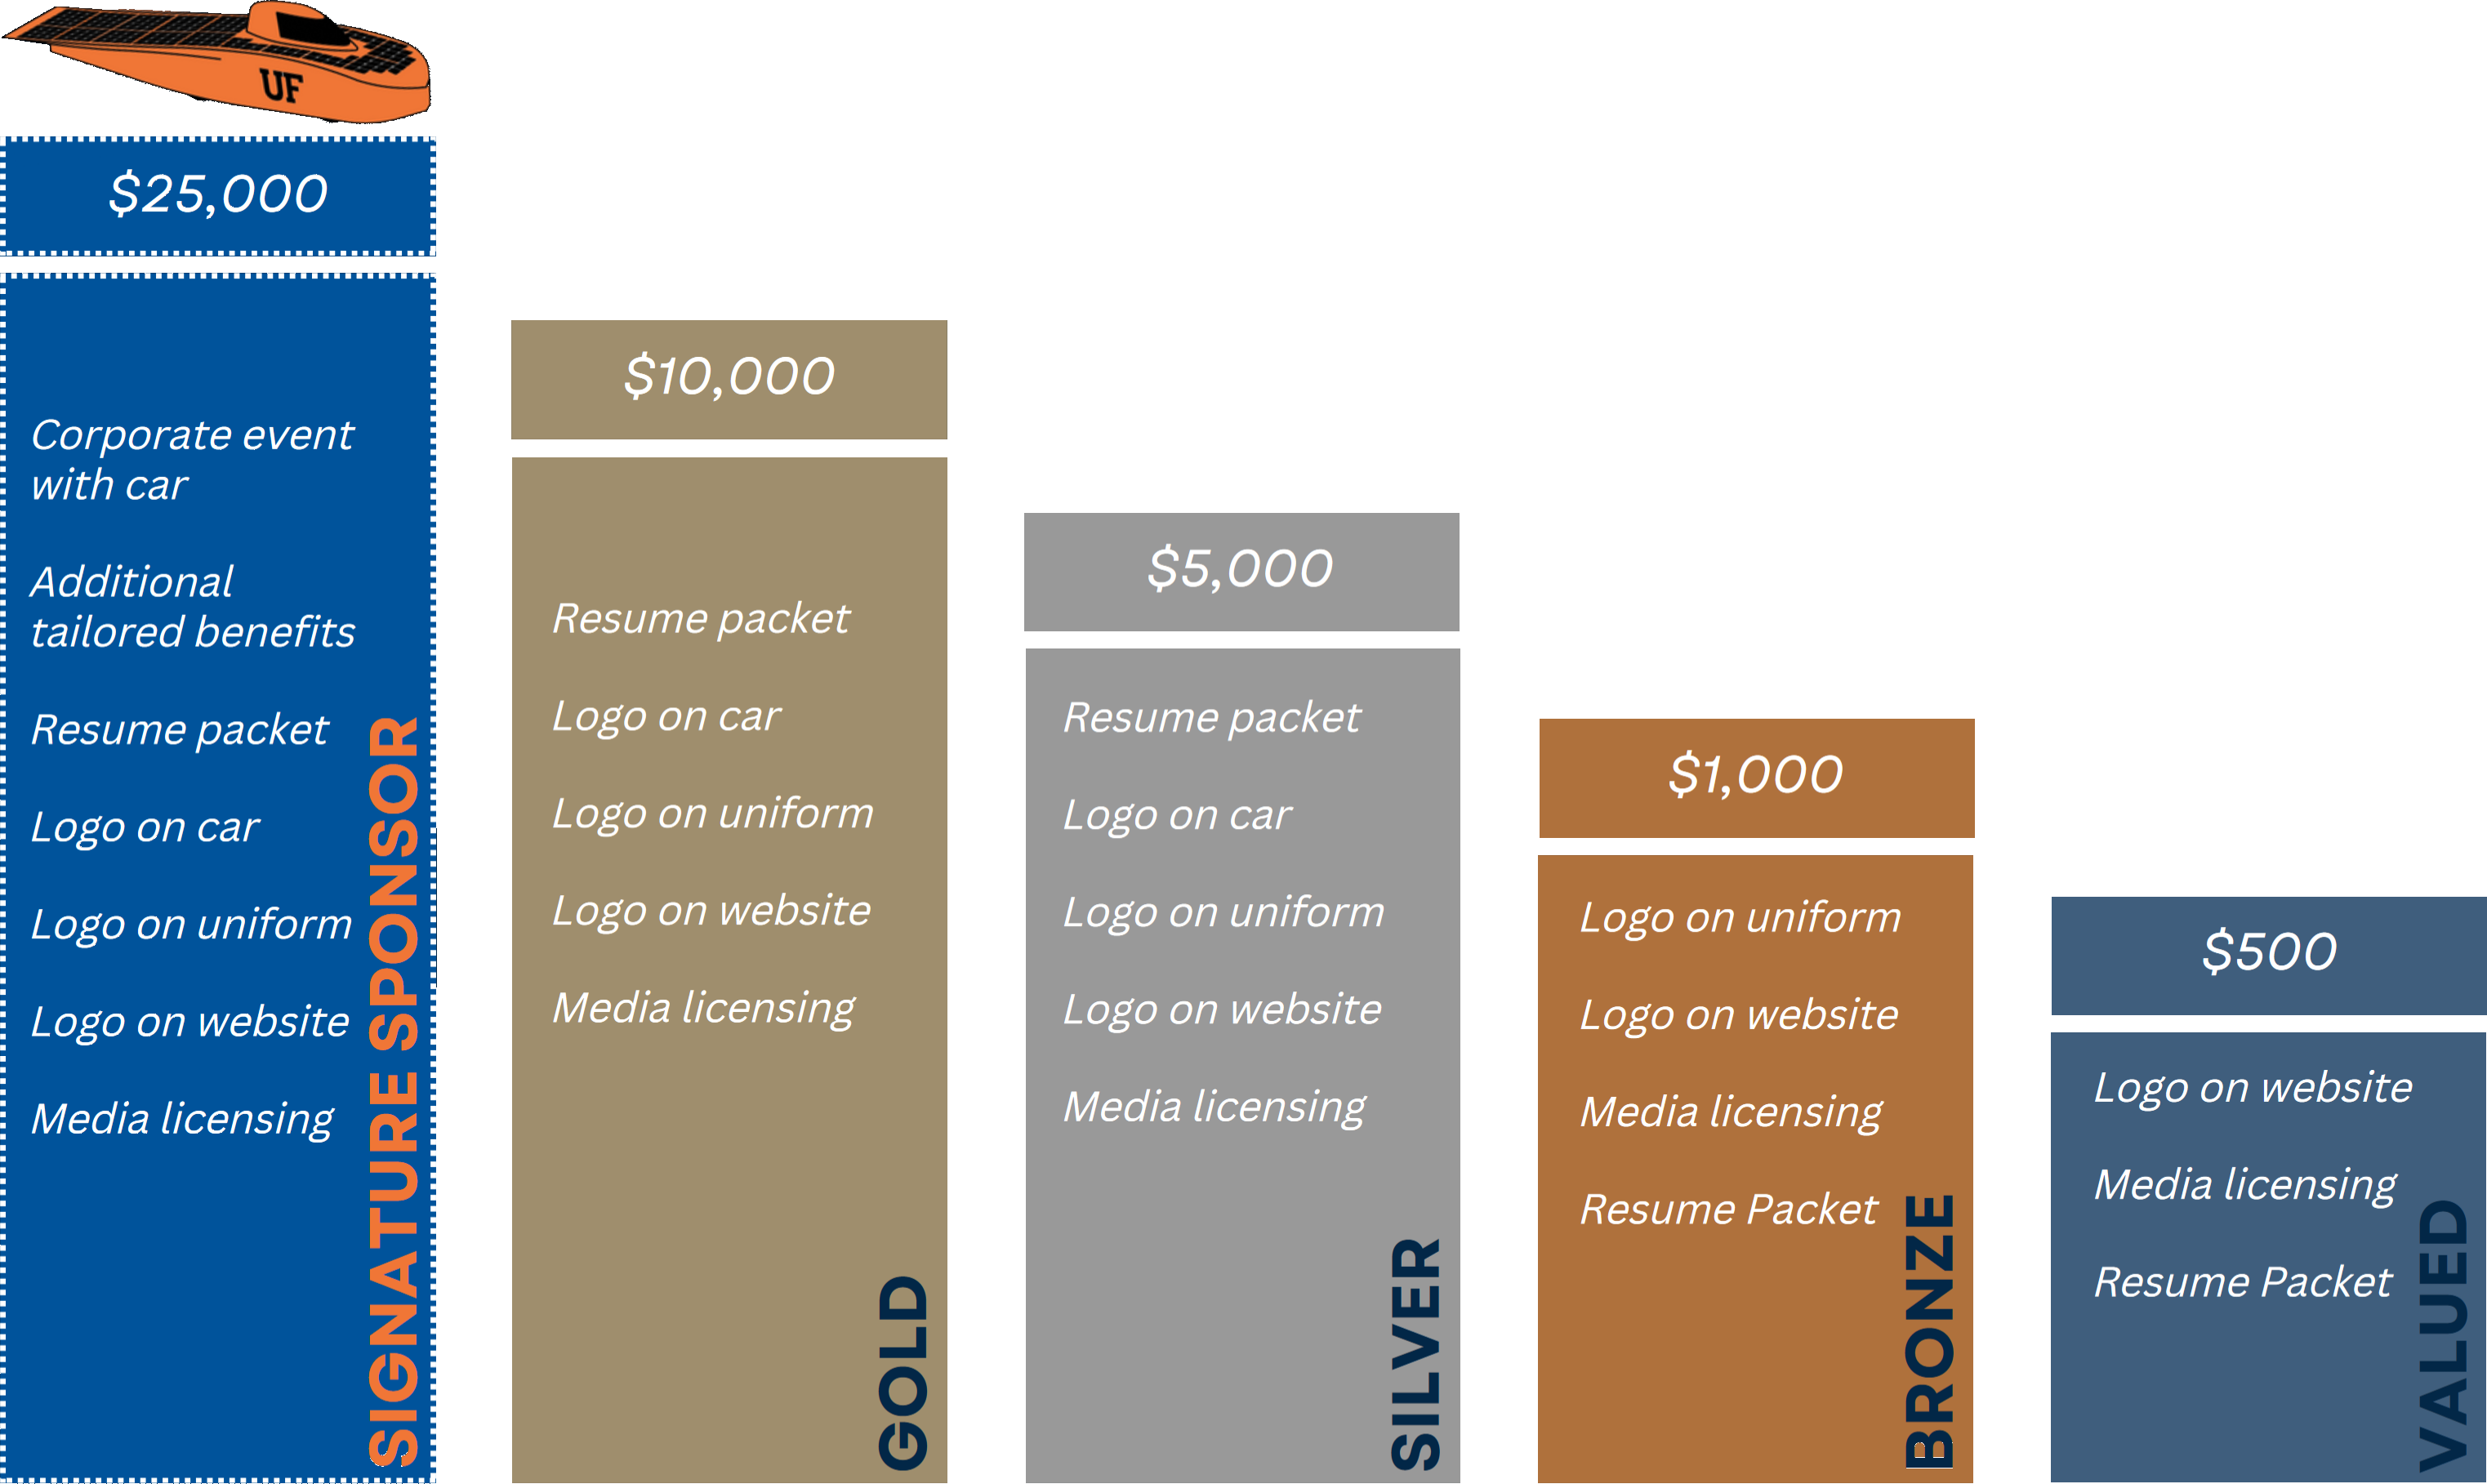 UF
$25,000
Corporate event
with car
Additional
tailored benefits
Resume packet
Logo on car
Logo on uniform
Logo on website
Media licensing
SIGNATURE SPONSOR
$10,000
Resume packet
Logo on car
Logo on uniform
Logo on website
Media licensing
GOLD
$5,000
Resume packet
Logo on car
Logo on uniform
Logo on website
Media licensing
SILVER
$1,000
Logo on uniform
Logo on website
Media licensing
Resume Packet
BRONZE
$500
Logo on website
Media licensing
Resume Packet
VALUED